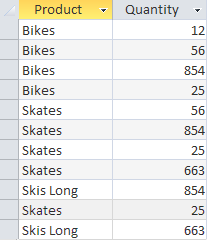 Product Quantity
Bikes 12
Bikes 56
Bikes 854
Bikes 25
Skates 56
Skates 854
Skates 25
Skates 663
Skis Long 854
Skates 25
Skis Long 663